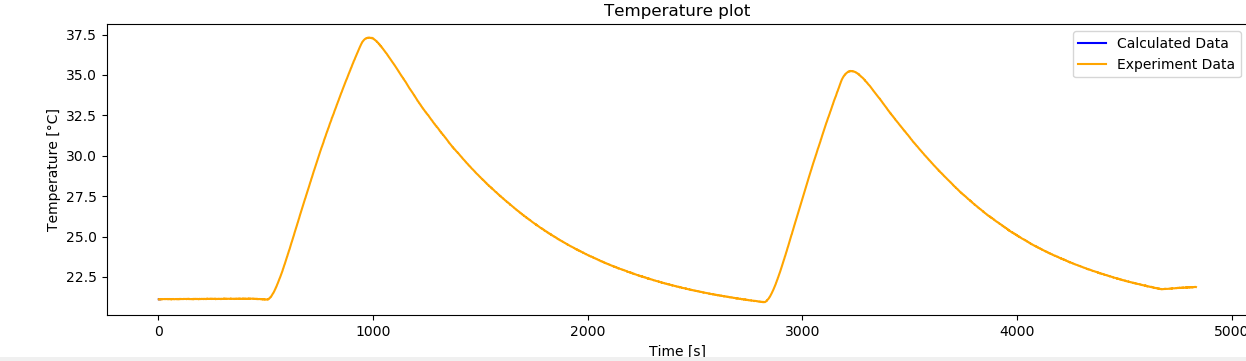 Temperature plot
Calculated Data
Experiment Data
Temperature [°C]
37.5
35.0
32.5
30.0
27.5
25.0
22.5
0 1000 2000 3000 4000 5000
Time [s]